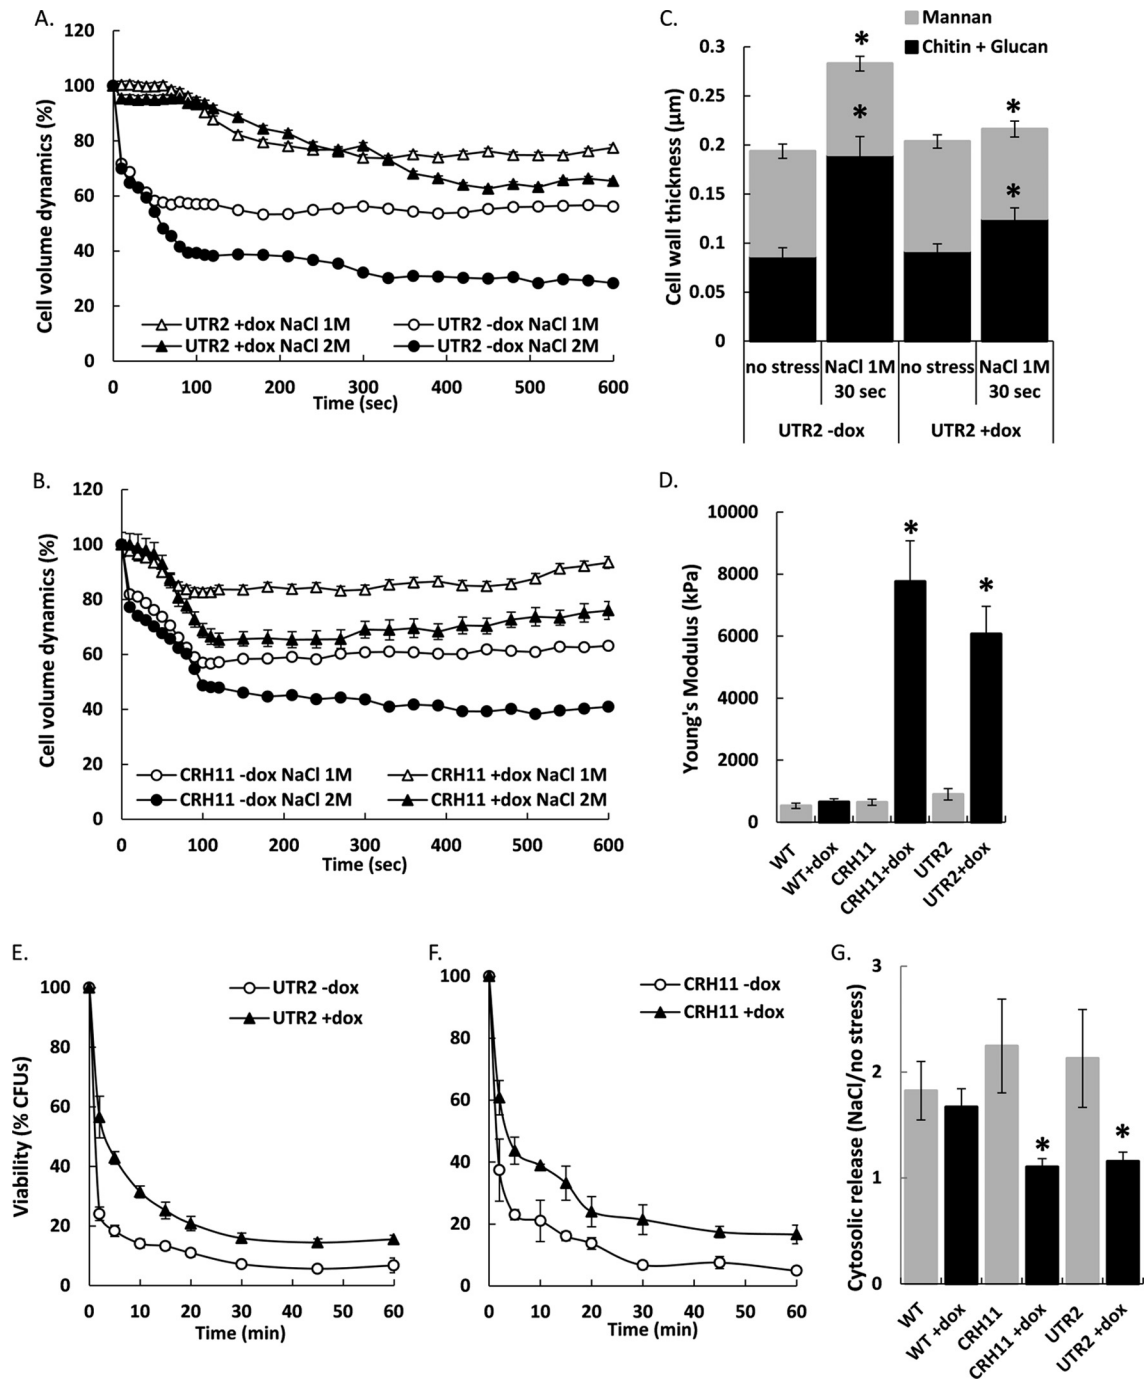 A.
Cell volume dynamics (%)
120
100
80
60
40
20
0
UTR2 +dox NaCl 1M
UTR2 -dox NaCl 1M
UTR2 +dox NaCl 2M
UTR2 -dox NaCl 2M
0 100 200 300 400 500 600
Time (sec)
C.
Mannan
Chitin + Glucan
Cell wall thickness (µm)
0.3
0.25
0.2
0.15
0.1
0.05
0
* * * *
no stress NaCl 1M no stress NaCl 1M
30 sec 30 sec
UTR2 -dox UTR2 +dox
B.
Cell volume dynamics (%)
120
100
80
60
40
20
0
CRH11 -dox NaCl 1M
CRH11 +dox NaCl 1M
CRH11 -dox NaCl 2M
CRH11 +dox NaCl 2M
0 100 200 300 400 500 600
Time (sec)
D.
Young's Modulus (kPa)
10000
8000
6000
4000
2000
0
* *
WT
WT+dox
CRH11
CRH11+dox
UTR2
UTR2+dox
E.
Viability (% CFUs)
100
80
60
40
20
0
UTR2 -dox
UTR2 +dox
0 10 20 30 40 50 60
Time (min)
F.
100
80
60
40
20
0
CRH11 -dox
CRH11 +dox
0 10 20 30 40 50 60
Time (min)
G.
Cytosolic release (NaCl/no stress)
3
2
1
0
* *
WT
WT +dox
CRH11
CRH11 +dox
UTR2
UTR2 +dox